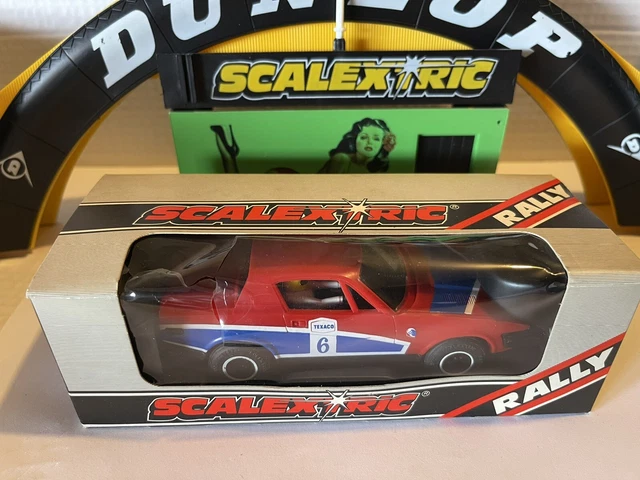 DUNLOP
SCALEXTRIC
SCALEXTRIC®
RALLY
TEXACO
6
SCALEXTRIC®
RALLY